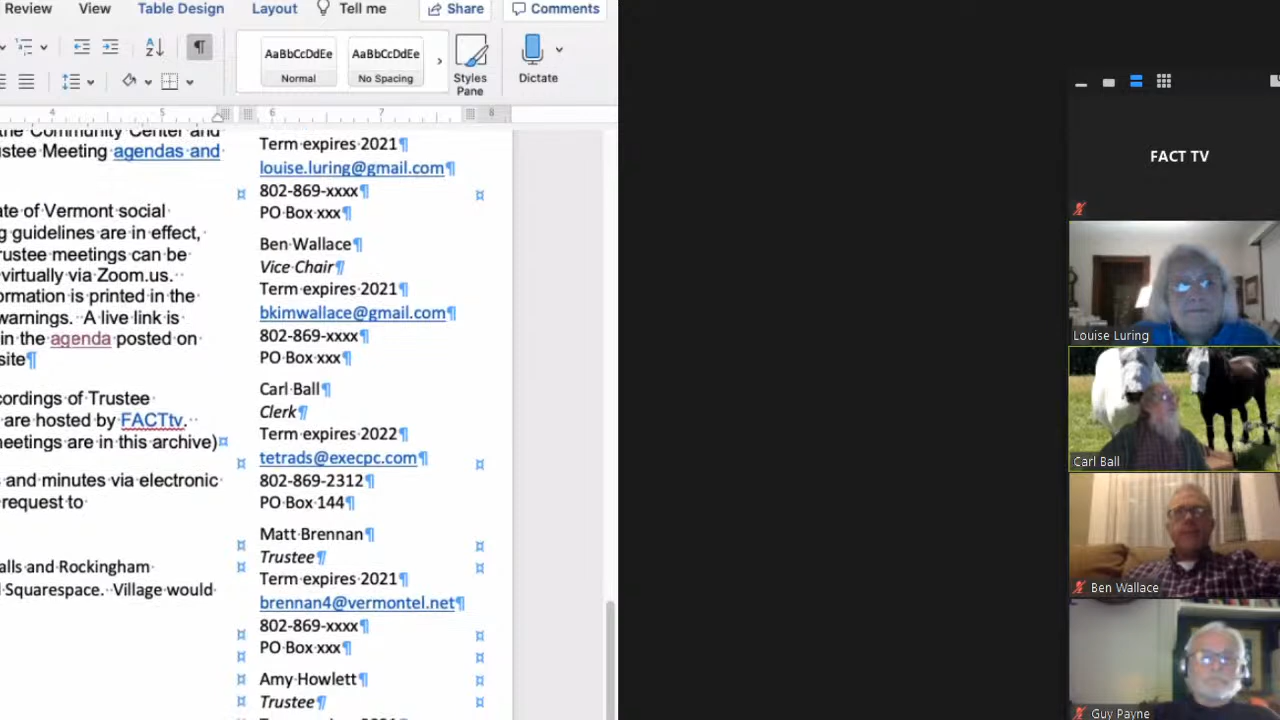 Review View Table Design Layout Tell me Share Comments
AaBbCcDdEe AaBbCcDdEe
Normal No Spacing Styles Pane Dictate
4 5 6 7 8
the Community Center and
stee Meeting agendas and
ate of Vermont social
g guidelines are in effect,
rustee meetings can be
virtually via Zoom.us.
ormation is printed in the
warnings. A live link is
in the agenda posted on
site¶
cordings of Trustee
are hosted by FACTtv.
neetings are in this archive)¤
s and minutes via electronic
request to
alls and Rockingham
d Squarespace. Village would
Term expires 2021¶
louise.luring@gmail.com¶
802-869-xxxx¶
PO Box xxx¶
Ben Wallace¶
Vice Chair¶
Term expires 2021¶
bkimwallace@gmail.com¶
802-869-xxxx¶
PO Box xxx¶
Carl Ball¶
Clerk¶
Term expires 2022¶
tetrads@execpc.com¶
802-869-2312¶
PO Box 144¶
Matt Brennan¶
Trustee¶
Term expires 2021¶
brennan4@vermontel.net¶
802-869-xxxx¶
PO Box xxx¶
Amy Howlett¶
Trustee¶
FACT TV
Louise Luring
Carl Ball
Ben Wallace
Guy Payne